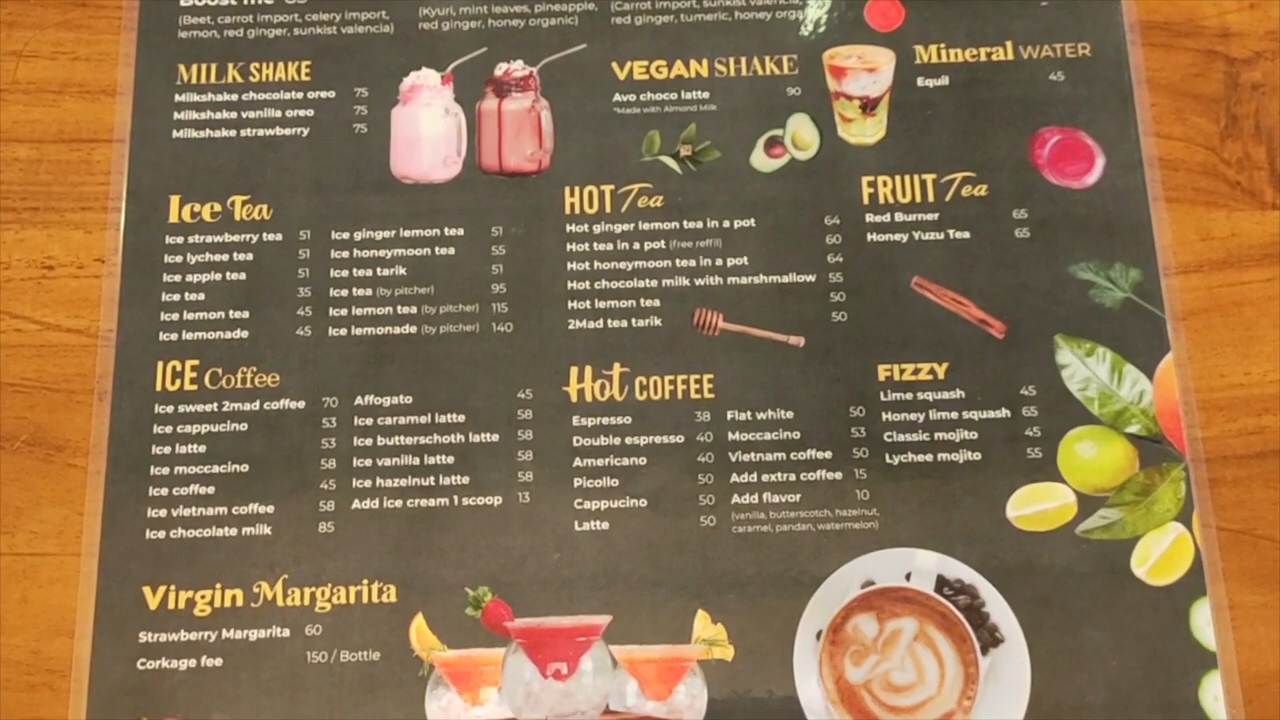 Boost me 65
(Beet, carrot import, celery import,
lemon, red ginger, sunkist valencia)
(Kyuri, mint leaves, pineapple,
red ginger, honey organic)
(Carrot import, sunkist valencia,
red ginger, tumeric, honey orga
MILK SHAKE
Milkshake chocolate oreo 75
Milkshake vanilla oreo 75
Milkshake strawberry 75
VEGAN SHAKE
Avo choco latte 90
*Made with Almond Milk
Mineral WATER
Equil 45
Ice Tea
Ice strawberry tea 51
Ice lychee tea 51
Ice apple tea 51
Ice tea 35
Ice lemon tea 45
Ice lemonade 45
Ice ginger lemon tea 51
Ice honeymoon tea 55
Ice tea tarik 51
Ice tea (by pitcher) 95
Ice lemon tea (by pitcher) 115
Ice lemonade (by pitcher) 140
HOT Tea
Hot ginger lemon tea in a pot 64
Hot tea in a pot (free reffil) 60
Hot honeymoon tea in a pot 64
Hot chocolate milk with marshmallow 55
Hot lemon tea 50
2Mad tea tarik 50
FRUIT Tea
Red Burner 65
Honey Yuzu Tea 65
ICE Coffee
Ice sweet 2mad coffee 70
Ice cappucino 53
Ice latte 53
Ice moccacino 58
Ice coffee 45
Ice vietnam coffee 58
Ice chocolate milk 85
Affogato 45
Ice caramel latte 58
Ice butterschoth latte 58
Ice vanilla latte 58
Ice hazelnut latte 58
Add ice cream 1 scoop 13
Hot COFFEE
Espresso 38
Double espresso 40
Americano 40
Picollo 50
Cappucino 50
Latte 50
Flat white 50
Moccacino 53
Vietnam coffee 50
Add extra coffee 15
Add flavor 10
(vanilla, butterscotch, hazelnut,
caramel, pandan, watermelon)
FIZZY
Lime squash 45
Honey lime squash 65
Classic mojito 45
Lychee mojito 55
Virgin Margarita
Strawberry Margarita 60
Corkage fee 150 / Bottle